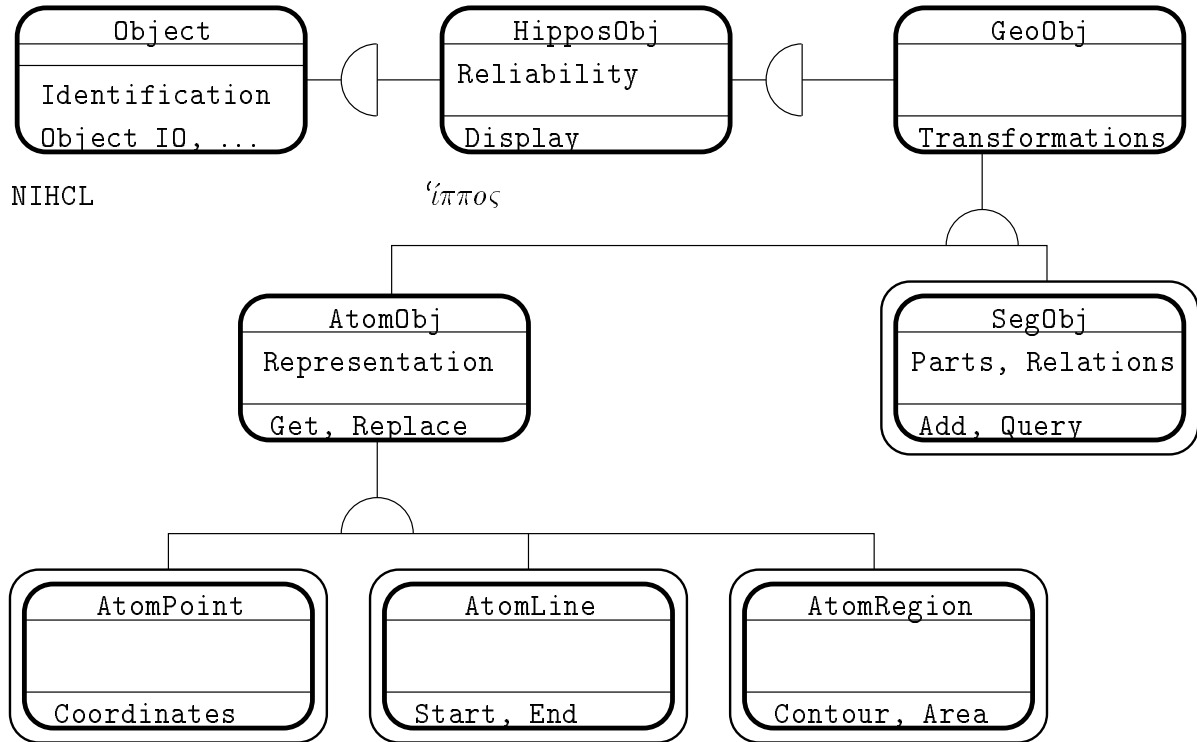 Object
Identification
Object IO, ...
HipposObj
Reliability
Display
GeoObj
Transformations
NIHCL
‘ίππος
AtomObj
Representation
Get, Replace
SegObj
Parts, Relations
Add, Query
AtomPoint
Coordinates
AtomLine
Start, End
AtomRegion
Contour, Area